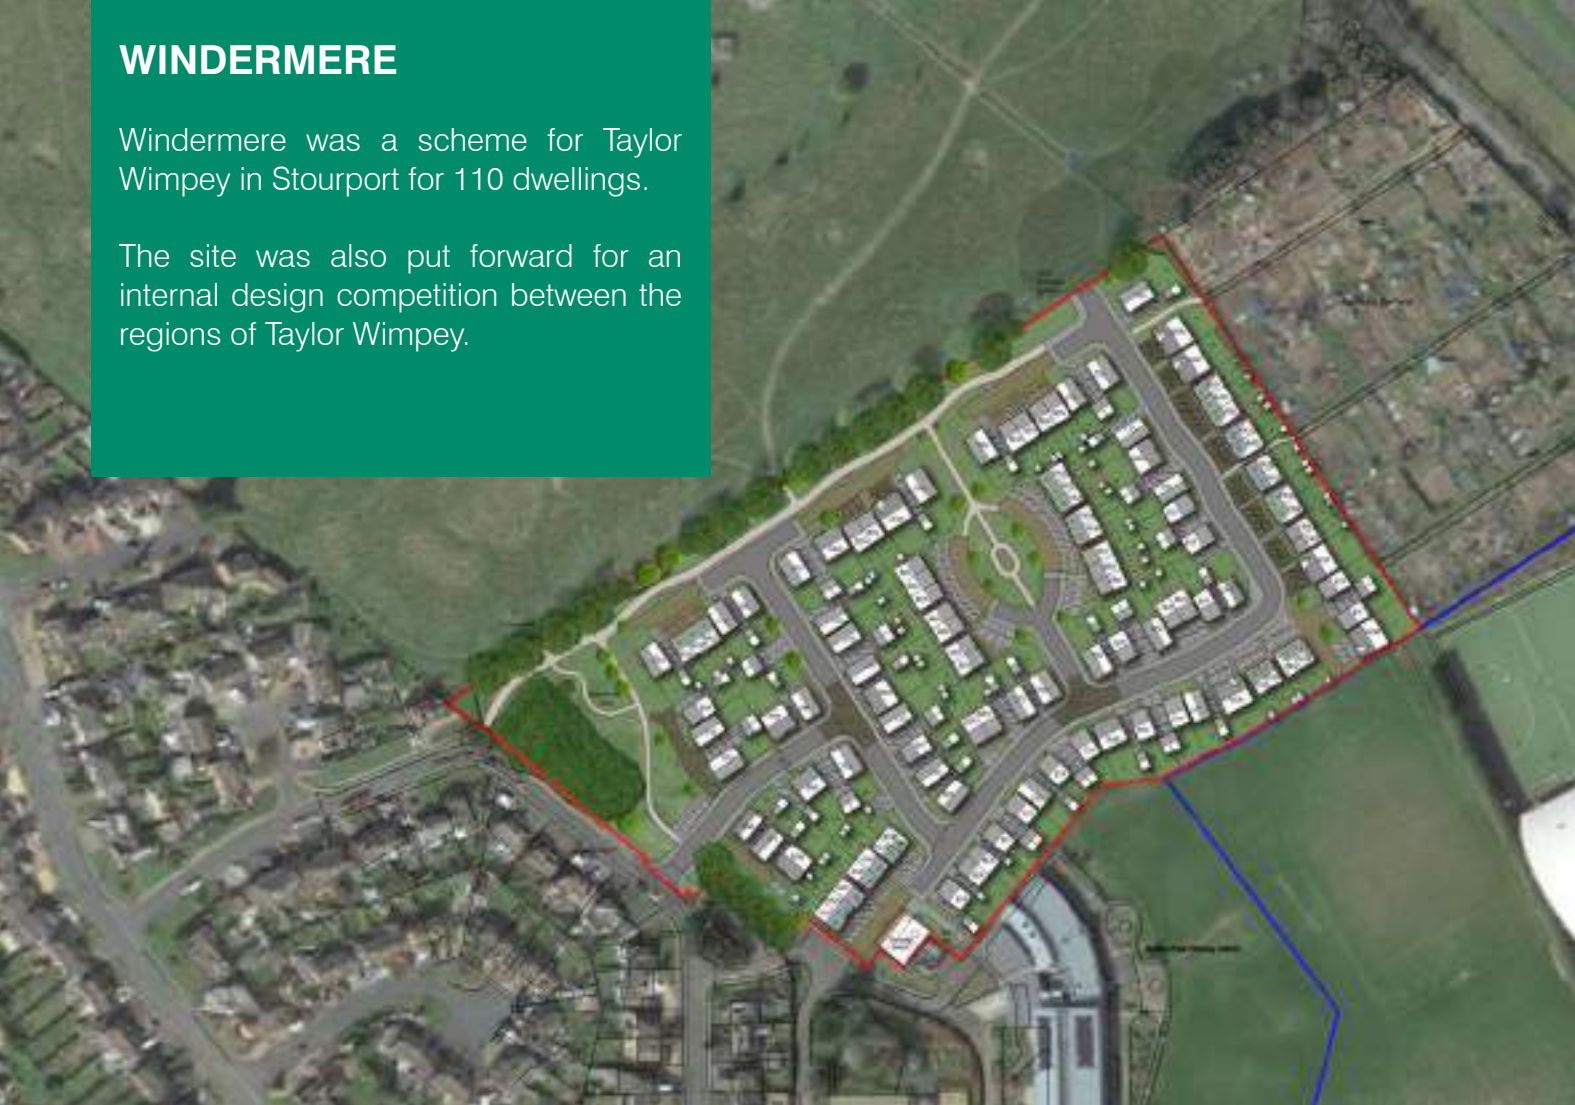 WINDERMERE
Windermere was a scheme for Taylor
Wimpey in Stourport for 110 dwellings.
The site was also put forward for an
internal design competition between the
regions of Taylor Wimpey.